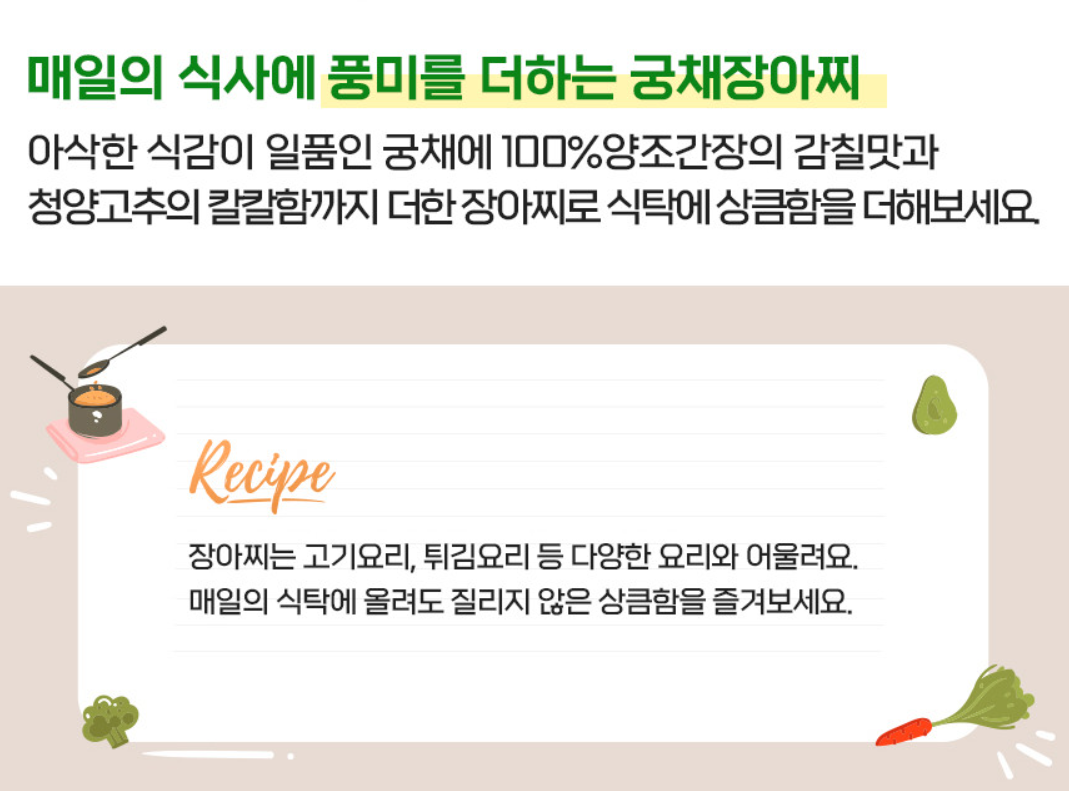 매일의 식사에 풍미를 더하는 궁채장아찌
아삭한 식감이 일품인 궁채에 100%양조간장의 감칠맛과
청양고추의 칼칼함까지 더한 장아찌로 식탁에 상큼함을 더해보세요.
Recipe
장아찌는 고기요리, 튀김요리 등 다양한 요리와 어울려요.
매일의 식탁에 올려도 질리지 않은 상큼함을 즐겨보세요.